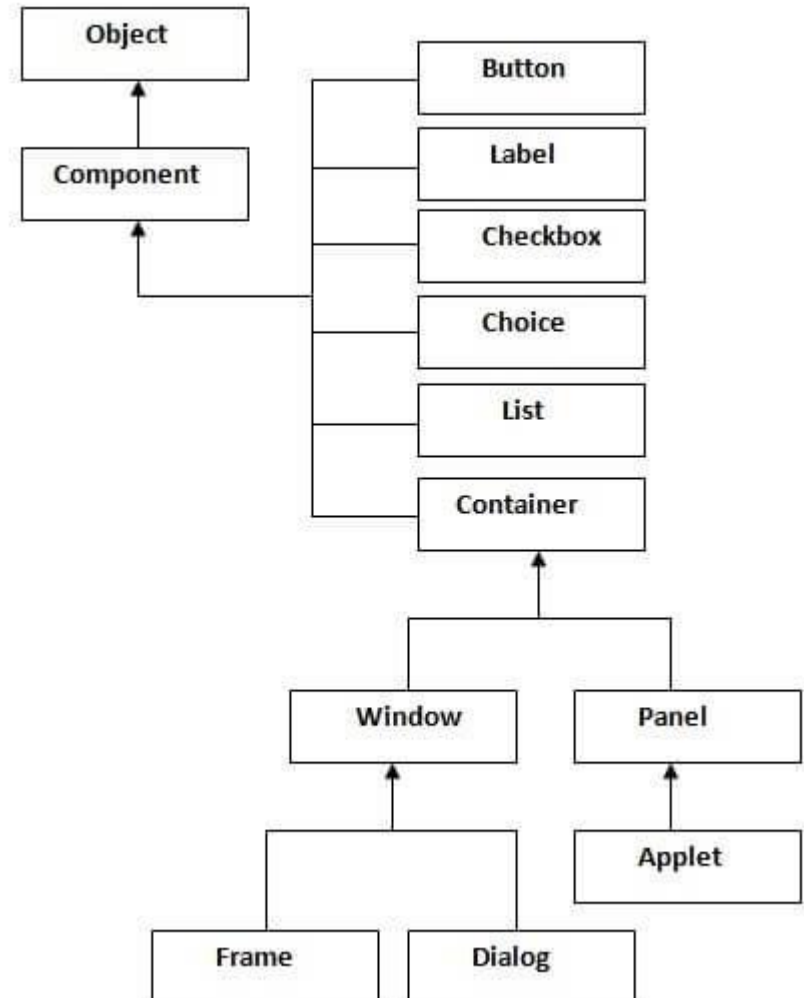 Object
Button
Label
Component
Checkbox
Choice
List
Container
Window
Panel
Applet
Frame
Dialog